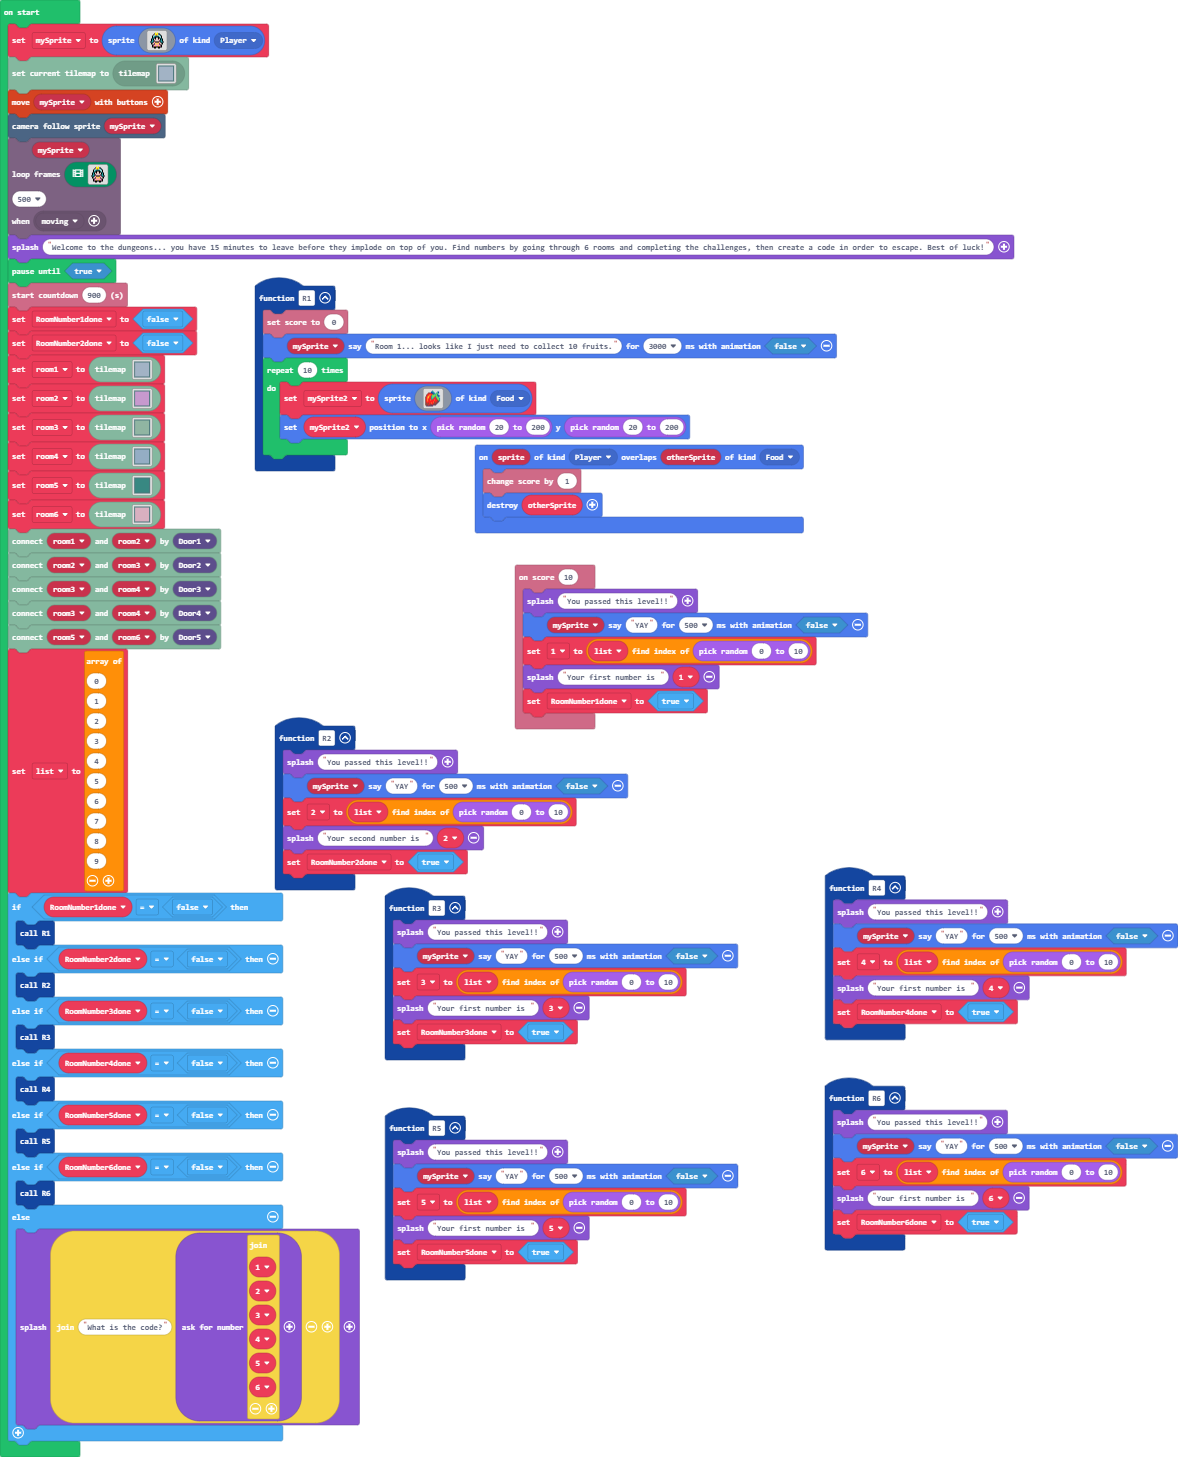 on start
set mySprite to sprite of kind Player
set current tilemap to tilemap
move mySprite with buttons
camera follow sprite mySprite
mySprite
loop frames
500
when moving
splash "Welcome to the dungeons... you have 15 minutes to leave before they implode on top of you. Find numbers by going through 6 rooms and completing the challenges, then create a code in order to escape. Best of luck!"
pause until true
start countdown 900 (s)
set RoomNumber1done to false
set RoomNumber2done to false
set room1 to tilemap
set room2 to tilemap
set room3 to tilemap
set room4 to tilemap
set room5 to tilemap
set room6 to tilemap
connect room1 and room2 by Door1
connect room2 and room3 by Door2
connect room3 and room4 by Door3
connect room3 and room4 by Door4
connect room5 and room6 by Door5
set list to array of
0
1
2
3
4
5
6
7
8
9
if RoomNumber1done = false then
call R1
else if RoomNumber2done = false then
call R2
else if RoomNumber3done = false then
call R3
else if RoomNumber4done = false then
call R4
else if RoomNumber5done = false then
call R5
else if RoomNumber6done = false then
call R6
else
splash join "What is the code?" ask for number join
1
2
3
4
5
6
function R1
set score to 0
mySprite say "Room 1... looks like I just need to collect 10 fruits." for 3000 ms with animation false
repeat 10 times
do
set mySprite2 to sprite of kind Food
set mySprite2 position to x pick random 20 to 200 y pick random 20 to 200
on sprite of kind Player overlaps otherSprite of kind Food
change score by 1
destroy otherSprite
on score 10
splash "You passed this level!!"
mySprite say "YAY" for 500 ms with animation false
set 1 to list find index of pick random 0 to 10
splash "Your first number is " 1
set RoomNumber1done to true
function R2
splash "You passed this level!!"
mySprite say "YAY" for 500 ms with animation false
set 2 to list find index of pick random 0 to 10
splash "Your second number is " 2
set RoomNumber2done to true
function R3
splash "You passed this level!!"
mySprite say "YAY" for 500 ms with animation false
set 3 to list find index of pick random 0 to 10
splash "Your first number is " 3
set RoomNumber3done to true
function R4
splash "You passed this level!!"
mySprite say "YAY" for 500 ms with animation false
set 4 to list find index of pick random 0 to 10
splash "Your first number is " 4
set RoomNumber4done to true
function R5
splash "You passed this level!!"
mySprite say "YAY" for 500 ms with animation false
set 5 to list find index of pick random 0 to 10
splash "Your first number is " 5
set RoomNumber5done to true
function R6
splash "You passed this level!!"
mySprite say "YAY" for 500 ms with animation false
set 6 to list find index of pick random 0 to 10
splash "Your first number is " 6
set RoomNumber6done to true